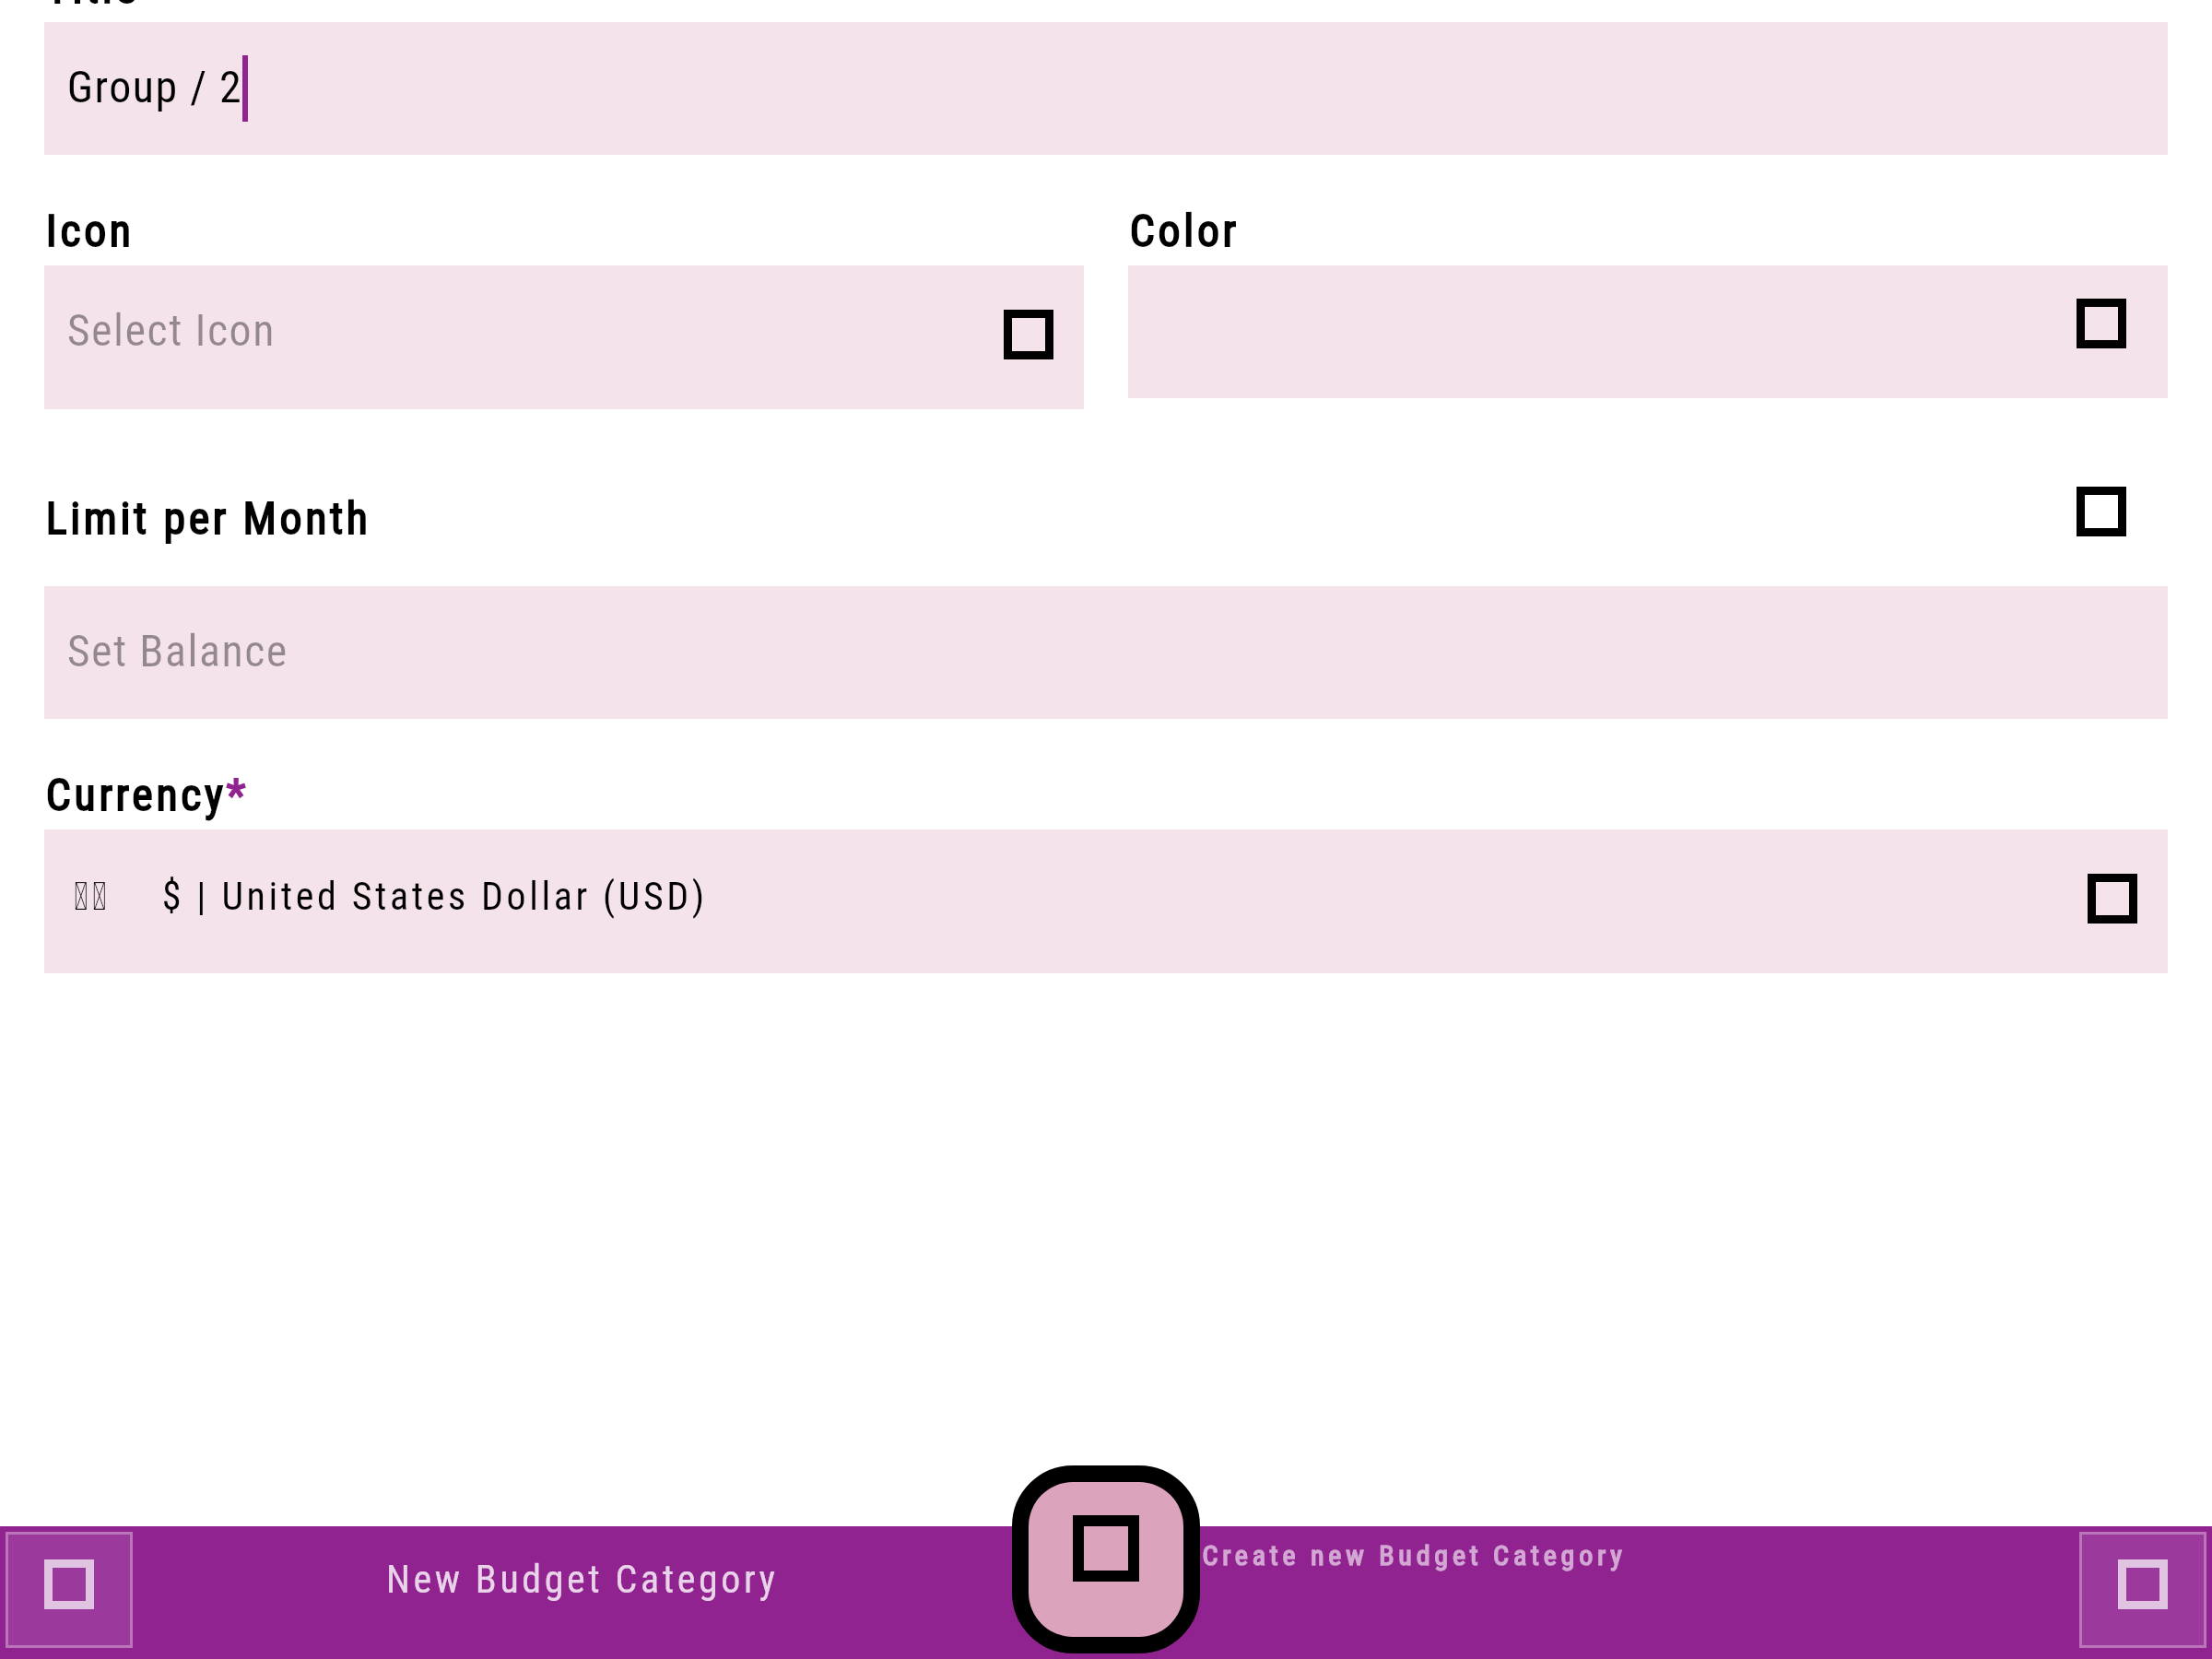 Title
Group / 2
Icon
Color
Select Icon
Limit per Month
Set Balance
Currency*
$ | United States Dollar (USD)
New Budget Category
Create new Budget Category